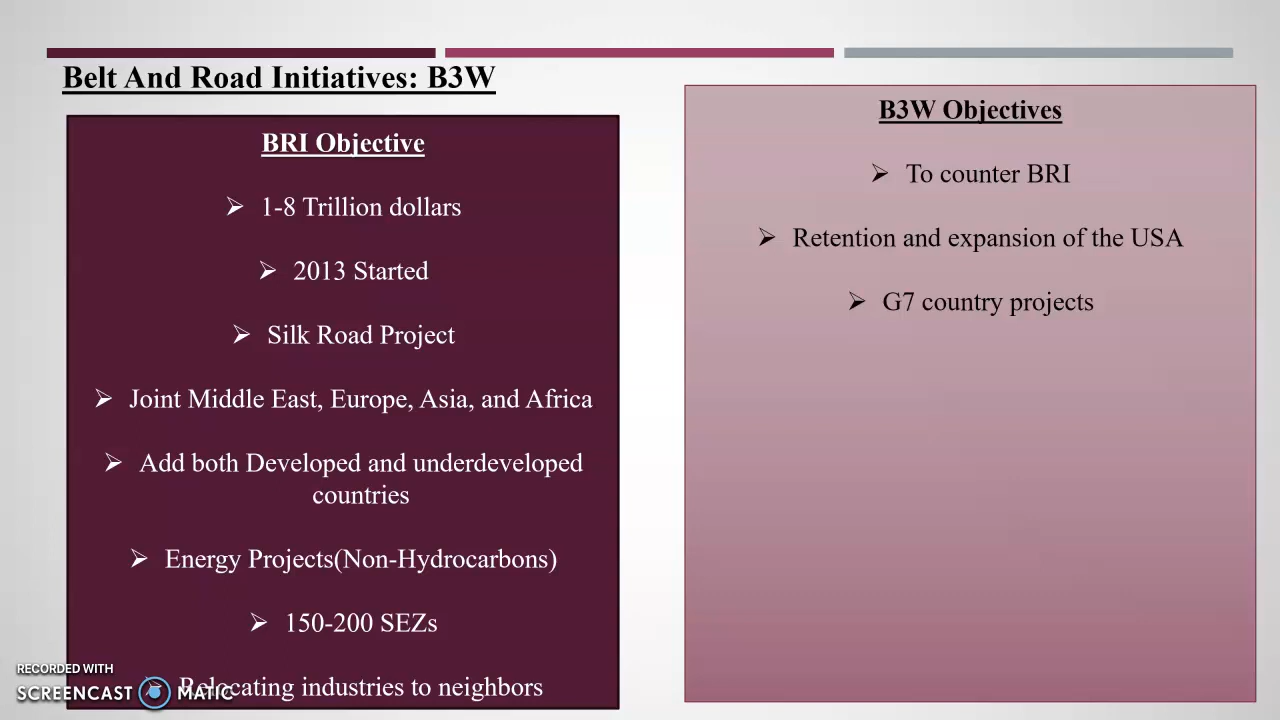 Belt And Road Initiatives: B3W
BRI Objective
➢ 1-8 Trillion dollars
➢ 2013 Started
➢ Silk Road Project
➢ Joint Middle East, Europe, Asia, and Africa
➢ Add both Developed and underdeveloped
countries
➢ Energy Projects(Non-Hydrocarbons)
➢ 150-200 SEZs
➢ Relocating industries to neighbors
B3W Objectives
➢ To counter BRI
➢ Retention and expansion of the USA
➢ G7 country projects
RECORDED WITH
SCREENCAST MATIC